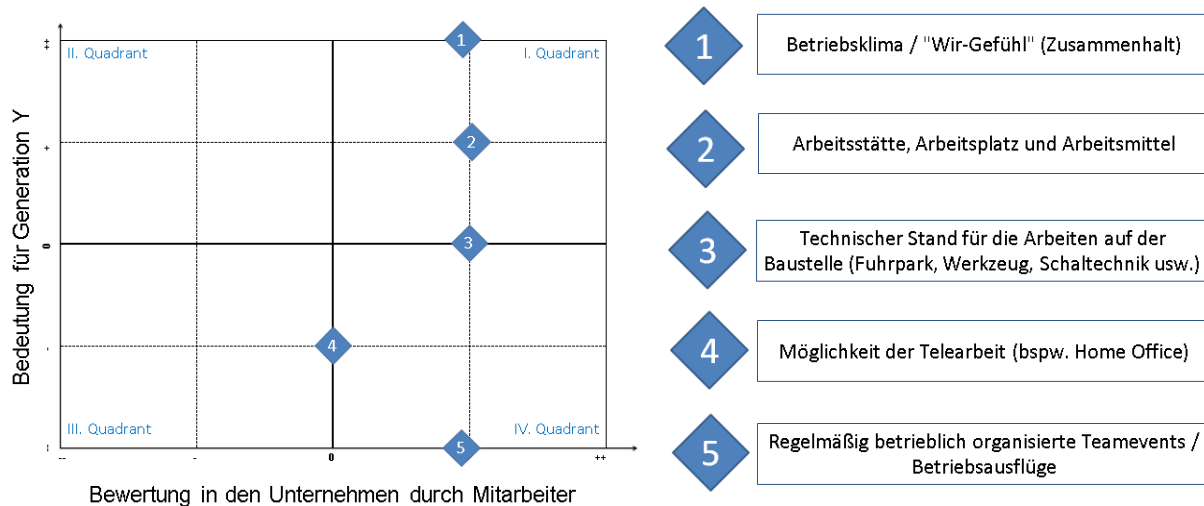 ++
II. Quadrant
1
I. Quadrant
2
+
Bedeutung für Generation Y
0
3
-
4
III. Quadrant
IV. Quadrant
5
--
--
-
0
++
Bewertung in den Unternehmen durch Mitarbeiter
1
Betriebsklima / "Wir-Gefühl" (Zusammenhalt)
2
Arbeitsstätte, Arbeitsplatz und Arbeitsmittel
3
Technischer Stand für die Arbeiten auf der
Baustelle (Fuhrpark, Werkzeug, Schaltechnik usw.)
4
Möglichkeit der Telearbeit (bspw. Home Office)
5
Regelmäßig betrieblich organisierte Teamevents /
Betriebsausflüge